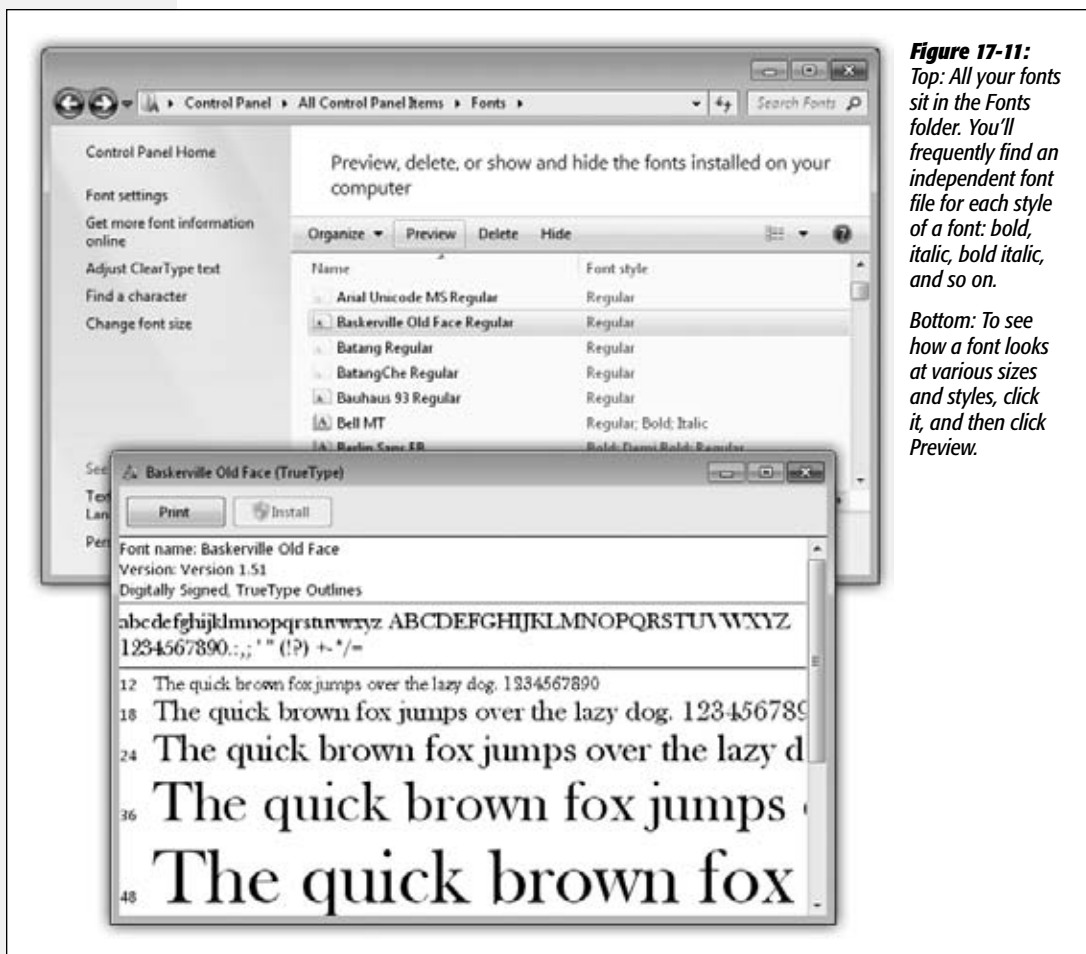 Control Panel ▸ All Control Panel Items ▸ Fonts ▸
Search Fonts
Control Panel Home
Font settings
Get more font information
online
Adjust ClearType text
Find a character
Change font size
See
Preview, delete, or show and hide the fonts installed on your
computer
Organize Preview Delete Hide
Name Font style
Arial Unicode MS Regular Regular
Baskerville Old Face Regular Regular
Batang Regular Regular
BatangChe Regular Regular
Bauhaus 93 Regular Regular
Bell MT Regular; Bold; Italic
Berlin Sans FB Bold; Demi Bold; Regular
Baskerville Old Face (TrueType)
Print Install
Font name: Baskerville Old Face
Version: Version 1.51
Digitally Signed, TrueType Outlines
abcdefghijklmnopqrstuvwxyz ABCDEFGHIJKLMNOPQRSTUVWXYZ
1234567890.:,; ' " (!?) +-*/=
12 The quick brown fox jumps over the lazy dog. 1234567890
18 The quick brown fox jumps over the lazy dog. 123456789
24 The quick brown fox jumps over the lazy d
36 The quick brown fox jumps
48 The quick brown fox
Figure 17-11:
Top: All your fonts
sit in the Fonts
folder. You'll
frequently find an
independent font
file for each style
of a font: bold,
italic, bold italic,
and so on.
Bottom: To see
how a font looks
at various sizes
and styles, click
it, and then click
Preview.